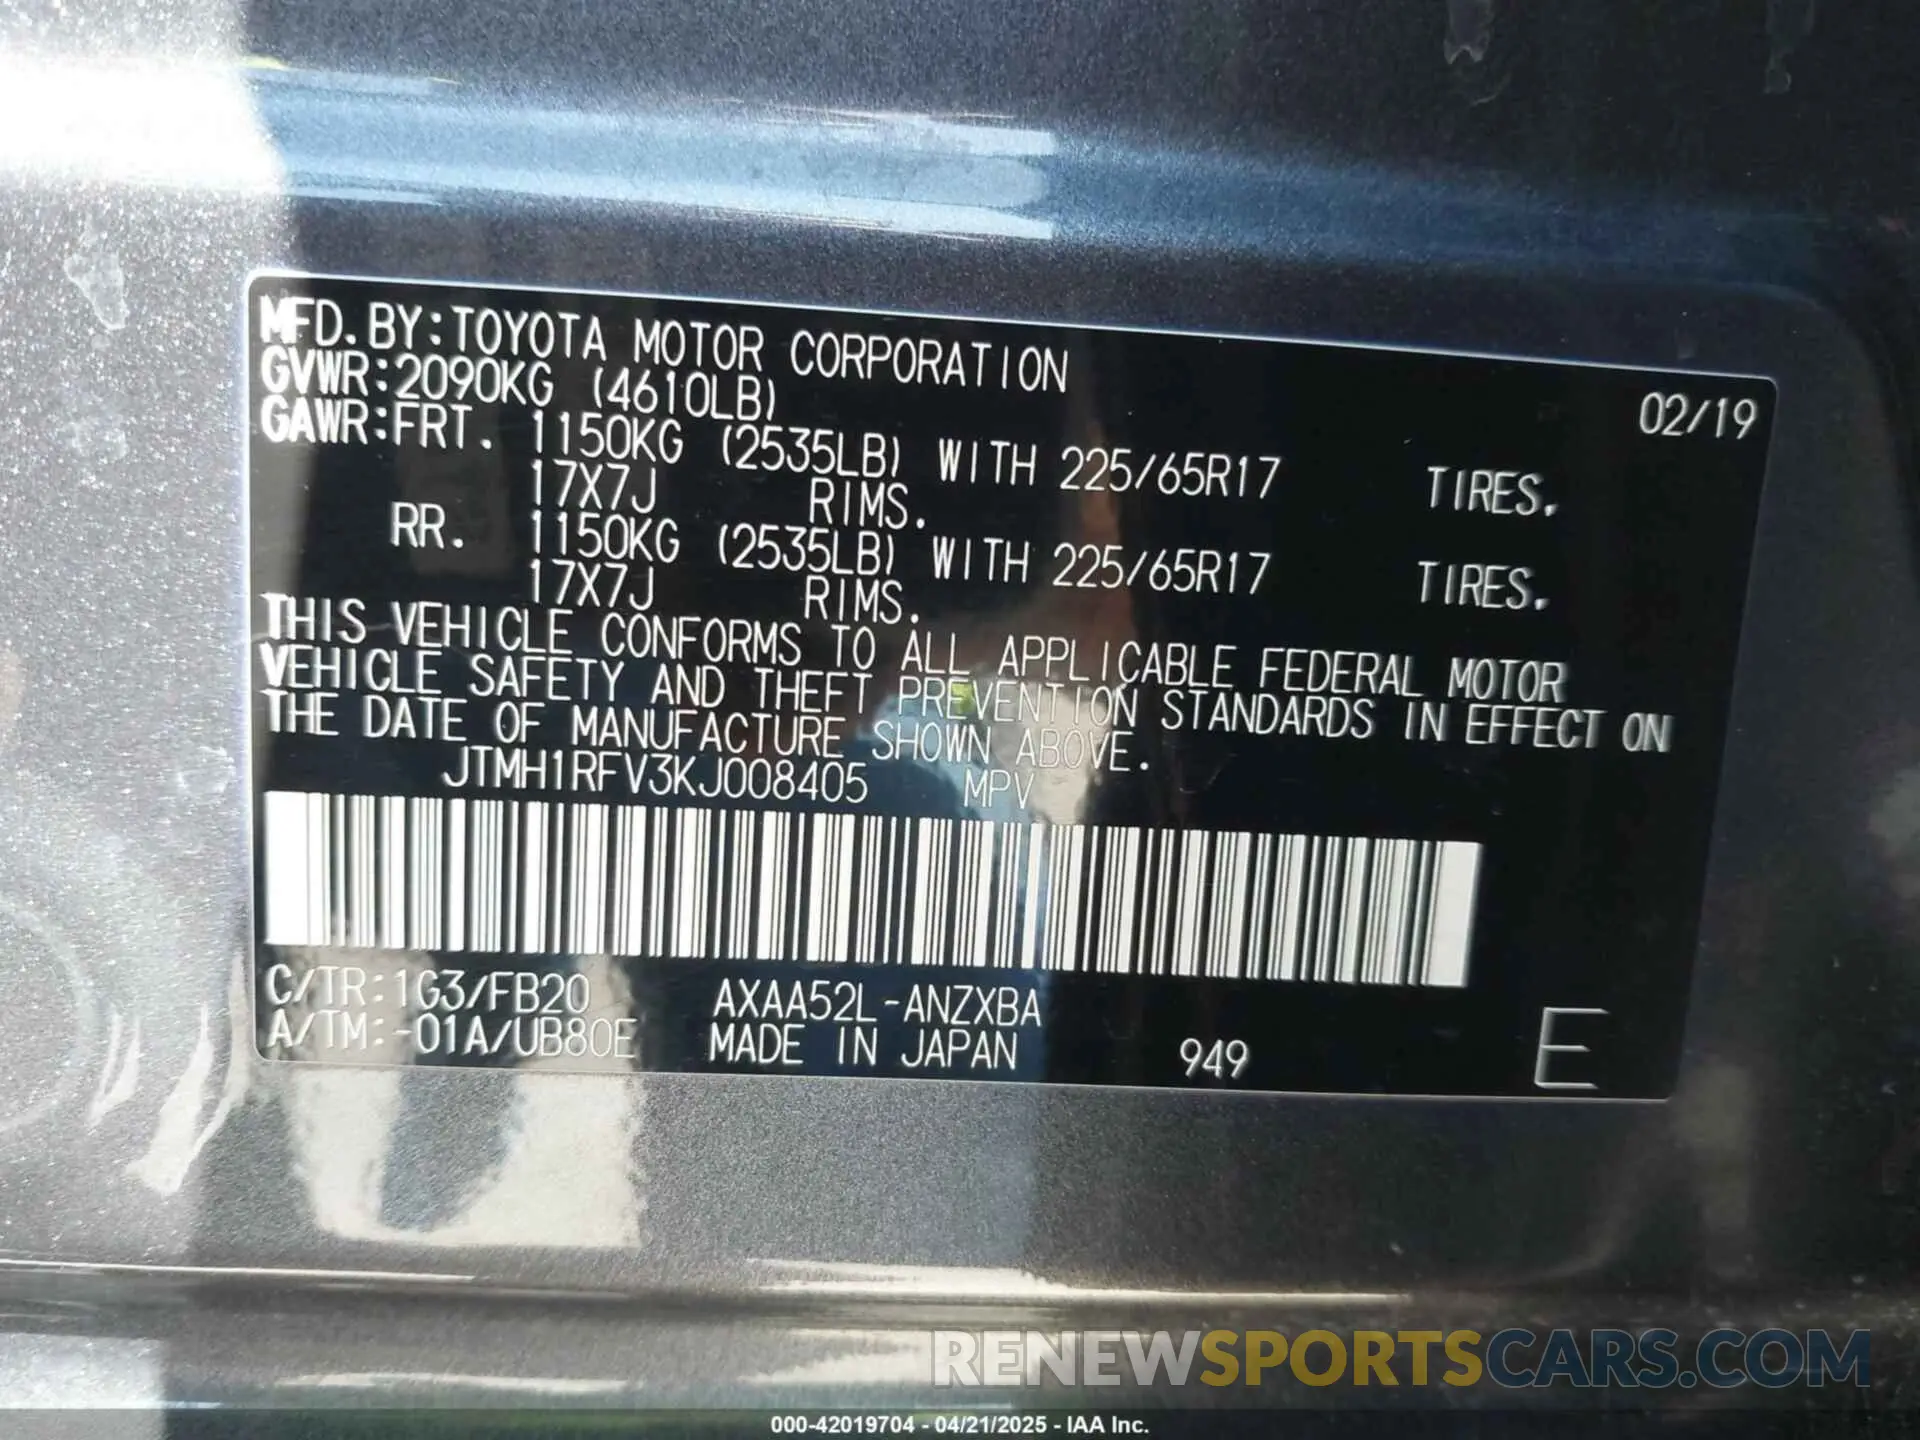 MFD. BY:TOYOTA MOTOR CORPORATION 02/19
GVWR:2090KG (4610LB)
GAWR:FRT. 1150KG (2535LB) WITH 225/65R17 TIRES.
17X7J RIMS.
RR. 1150KG (2535LB) WITH 225/65R17 TIRES.
17X7J RIMS.
THIS VEHICLE CONFORMS TO ALL APPLICABLE FEDERAL MOTOR
VEHICLE SAFETY AND THEFT PREVENTION STANDARDS IN EFFECT ON
THE DATE OF MANUFACTURE SHOWN ABOVE.
JTMH1RFV3KJ008405 MPV
C/TR:1G3/FB20 AXAA52L-ANZXBA
A/TM:-01A/UB80E MADE IN JAPAN 949 E
RENEWSPORTSCARS.COM
000-42019704 - 04/21/2025 - IAA Inc.